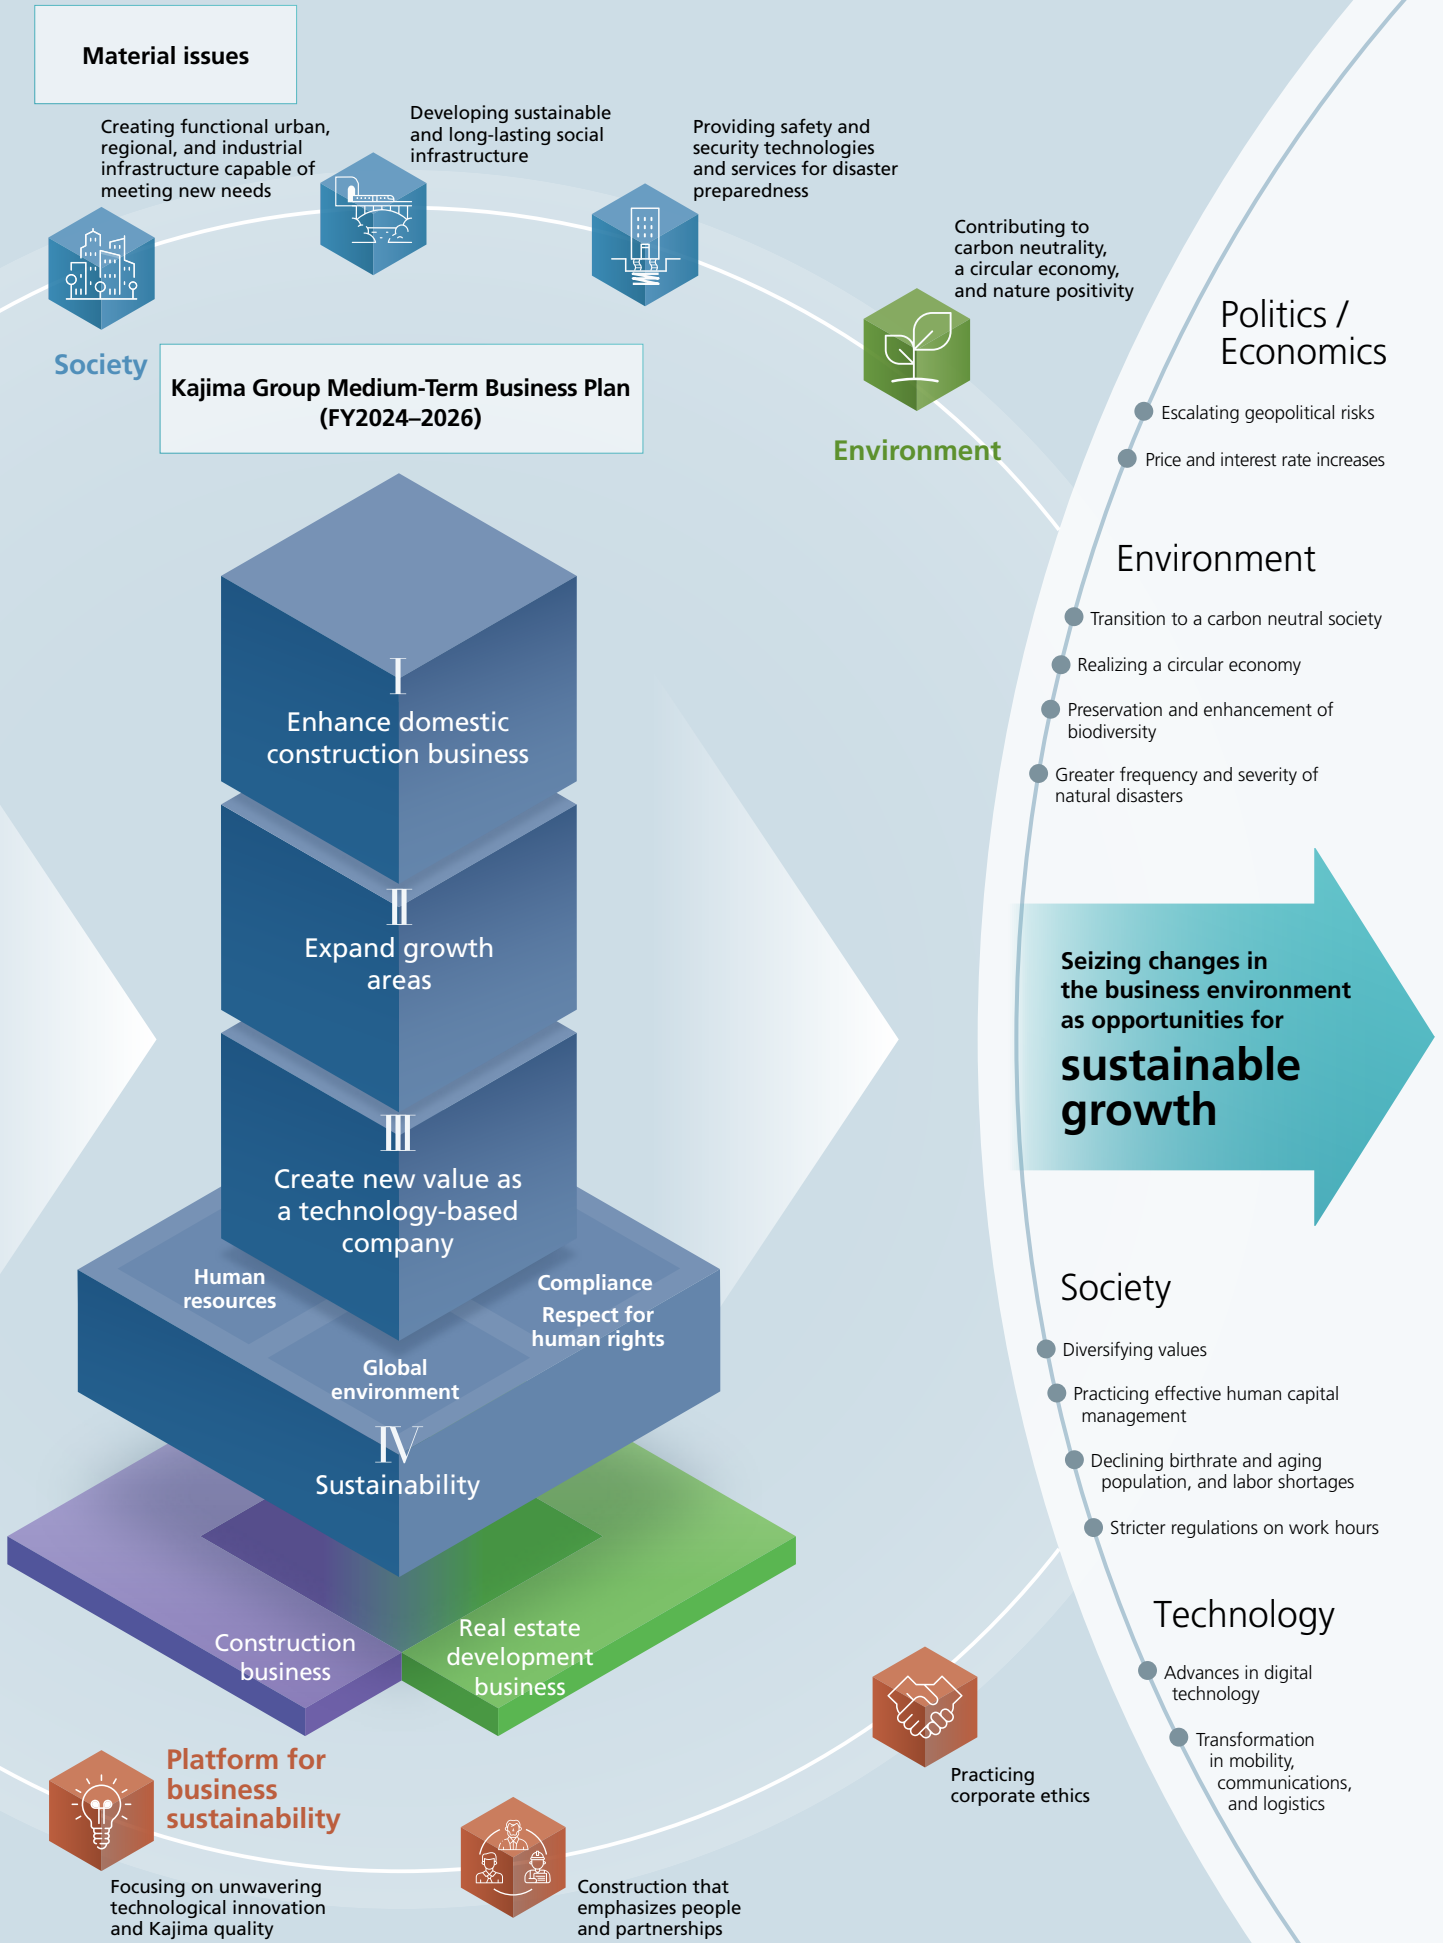 Material issues
Creating functional urban,
regional, and industrial
infrastructure capable of
meeting new needs
Developing sustainable
and long-lasting social
infrastructure
Providing safety and
security technologies
and services for disaster
preparedness
Contributing to
carbon neutrality,
a circular economy,
and nature positivity
Society
Environment
Kajima Group Medium-Term Business Plan
(FY2024–2026)
I
Enhance domestic
construction business
II
Expand growth
areas
III
Create new value as
a technology-based
company
Human
resources
Compliance
Respect for
human rights
Global
environment
IV
Sustainability
Construction
business
Real estate
development
business
Platform for
business
sustainability
Focusing on unwavering
technological innovation
and Kajima quality
Construction that
emphasizes people
and partnerships
Practicing
corporate ethics
Politics /
Economics
Escalating geopolitical risks
Price and interest rate increases
Environment
Transition to a carbon neutral society
Realizing a circular economy
Preservation and enhancement of
biodiversity
Greater frequency and severity of
natural disasters
Seizing changes in
the business environment
as opportunities for
sustainable
growth
Society
Diversifying values
Practicing effective human capital
management
Declining birthrate and aging
population, and labor shortages
Stricter regulations on work hours
Technology
Advances in digital
technology
Transformation
in mobility,
communications,
and logistics